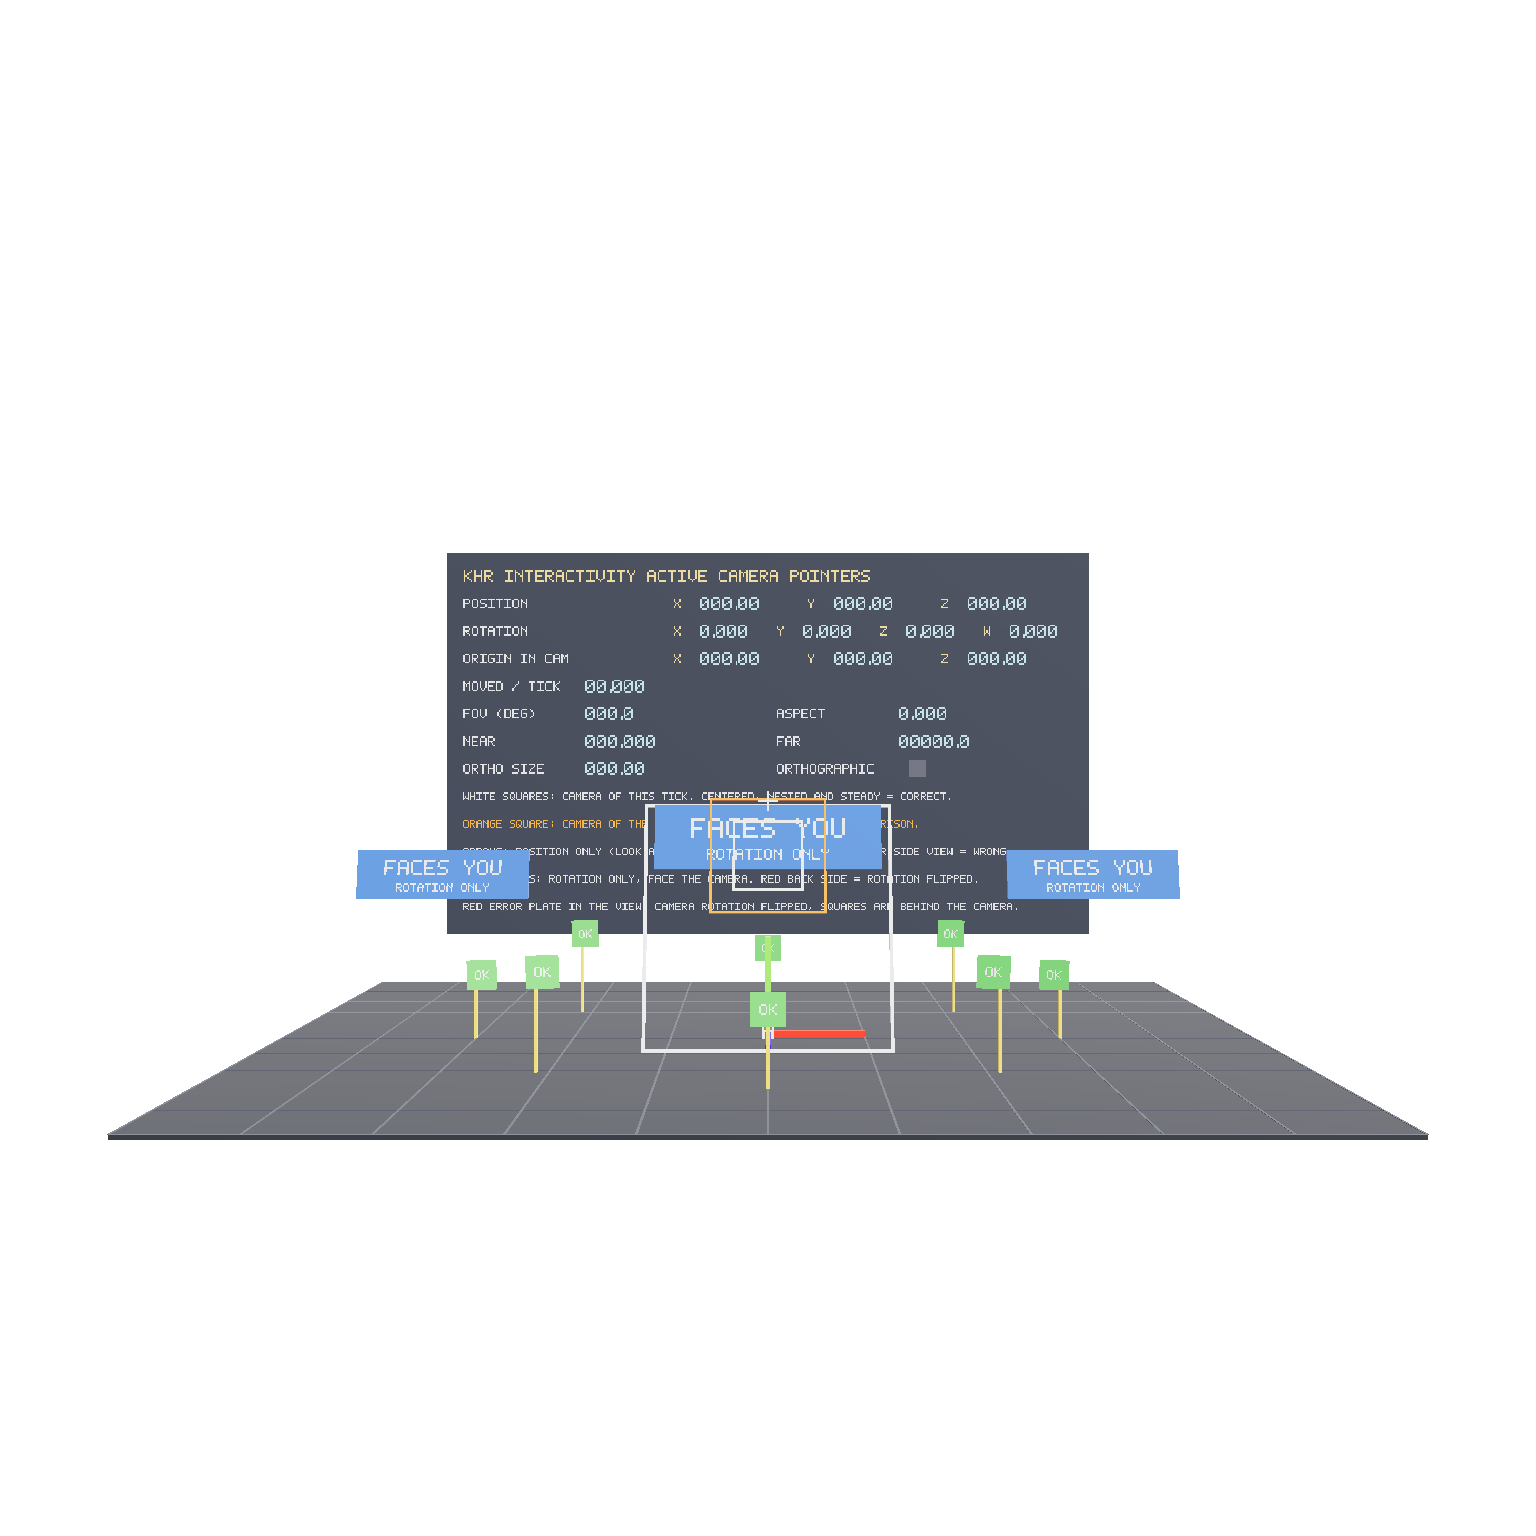 KHR INTERACTIVITY ACTIVE CAMERA POINTERS
POSITION X 000.00 Y 000.00 Z 000.00
ROTATION X 0.000 Y 0.000 Z 0.000 W 0.000
ORIGIN IN CAM X 000.00 Y 000.00 Z 000.00
MOVED / TICK 00.000
FOV (DEG) 000.0 ASPECT 0.000
NEAR 000.000 FAR 00000.0
ORTHO SIZE 000.00 ORTHOGRAPHIC
WHITE SQUARES: CAMERA OF THIS TICK. CENTERED, NESTED AND STEADY = CORRECT.
ORANGE SQUARE: CAMERA OF THE
FACES YOU
ROTATION ONLY
POSITION ONLY (LOOK SIDE VIEW = WRONG
FACES YOU
ROTATION ONLY
FACES YOU
ROTATION ONLY
ROTATION ONLY, FACE THE CAMERA. RED BACK SIDE = ROTATION FLIPPED.
RED ERROR PLATE IN THE VIEW: CAMERA ROTATION FLIPPED, SQUARES ARE BEHIND THE CAMERA.
OK
OK
OK
OK
OK
OK
OK
OK